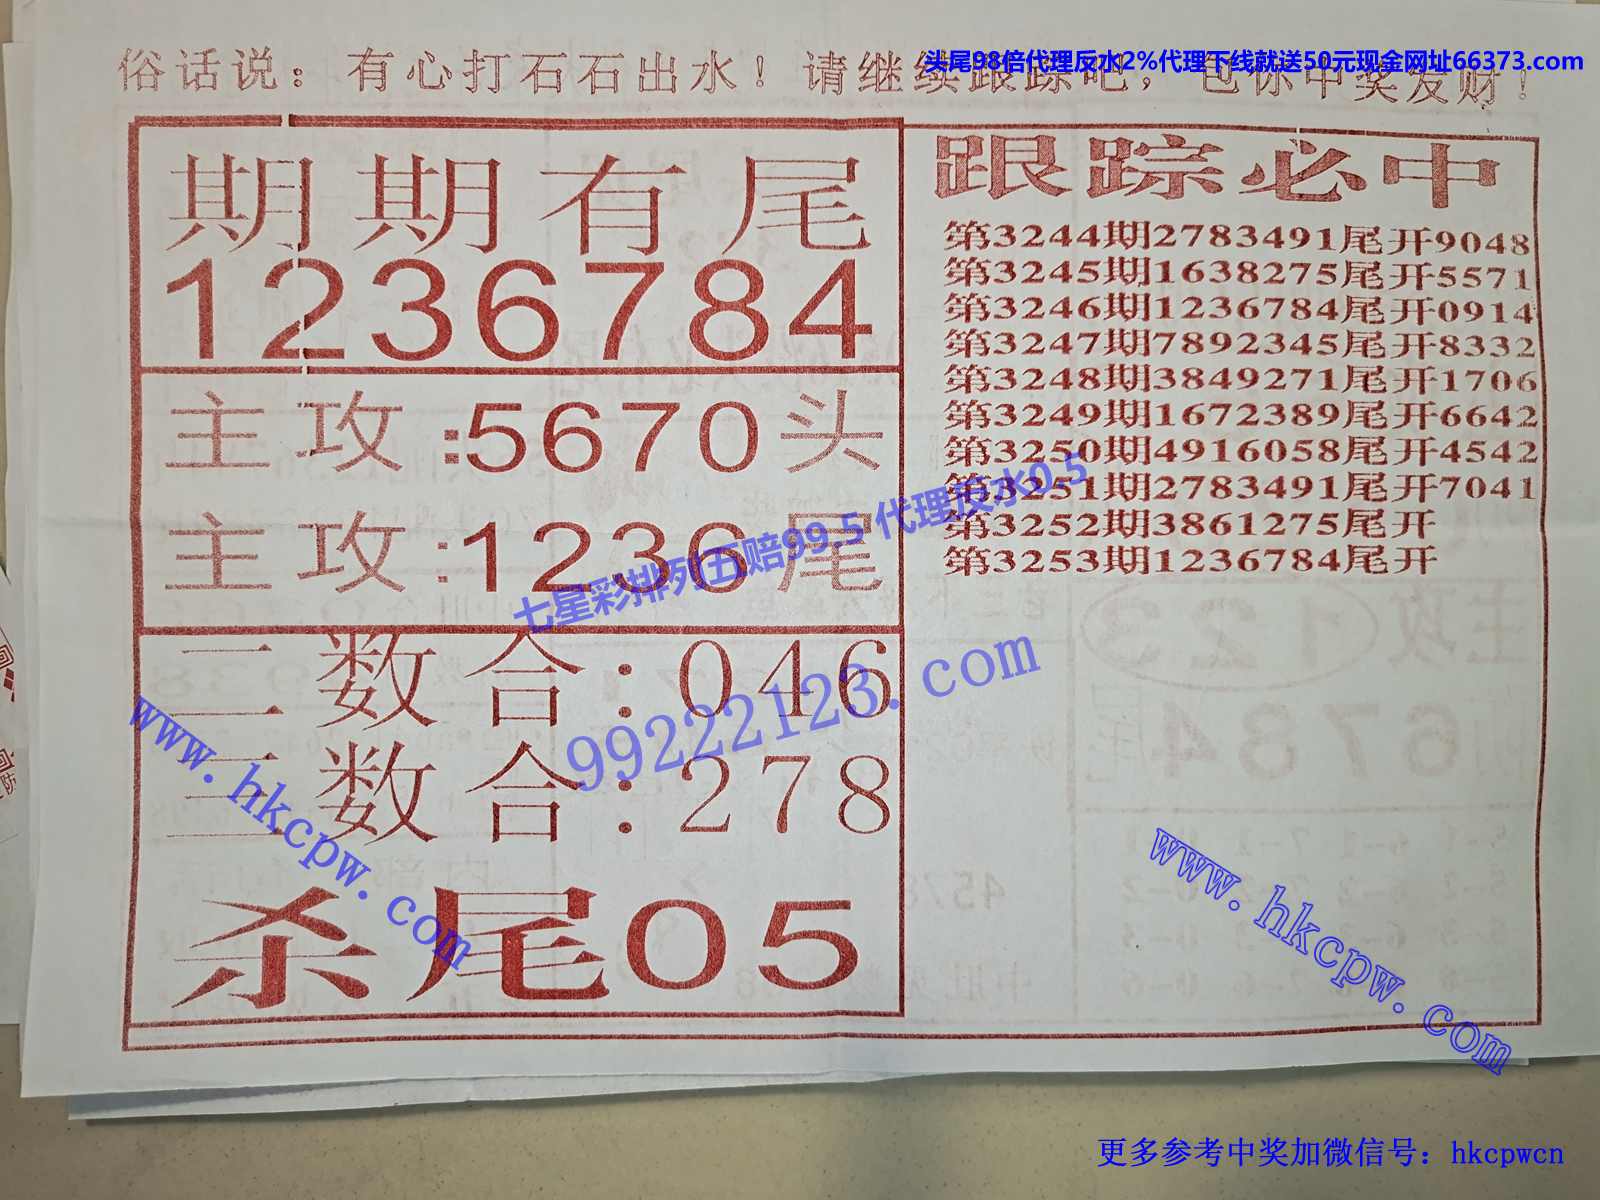 头尾98倍代理反水2%代理下线就送50元现金网址66373.com
俗话说：有心打石石出水！请继续跟踪吧，包你中奖发财！
期期有尾
1236784
主攻:5670头
主攻:1236尾
二数合:046
三数合:278
杀尾05
跟踪必中
第3244期2783491尾开9048
第3245期1638275尾开5571
第3246期1236784尾开0914
第3247期7892345尾开8332
第3248期3849271尾开1706
第3249期1672389尾开6642
第3250期4916058尾开4542
第3251期2783491尾开7041
第3252期3861275尾开
第3253期1236784尾开
七星彩排列五赔99.5 代理反水0.5
99222123.com
www.hkcpw.com
www.hkcpw.com
更多参考中奖加微信号：hkcpwcn